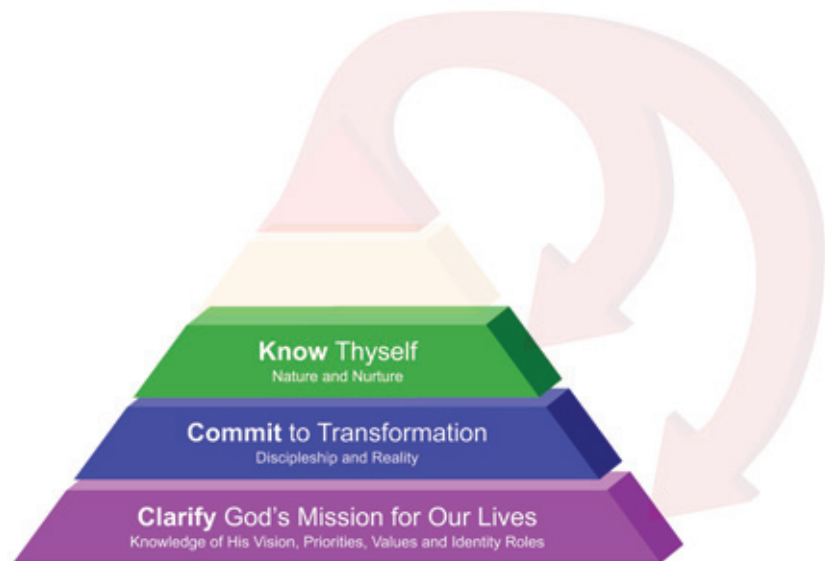 Know Thyself
Nature and Nurture
Commit to Transformation
Discipleship and Reality
Clarify God's Mission for Our Lives
Knowledge of His Vision, Priorities, Values and Identity Roles